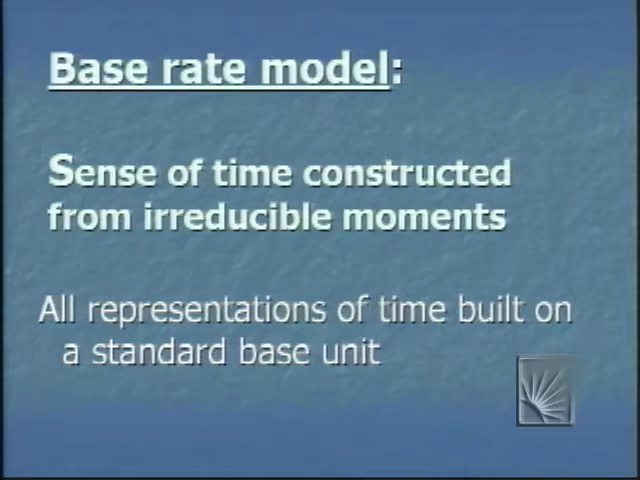 Base rate model:
Sense of time constructed
from irreducible moments
All representations of time built on
a standard base unit